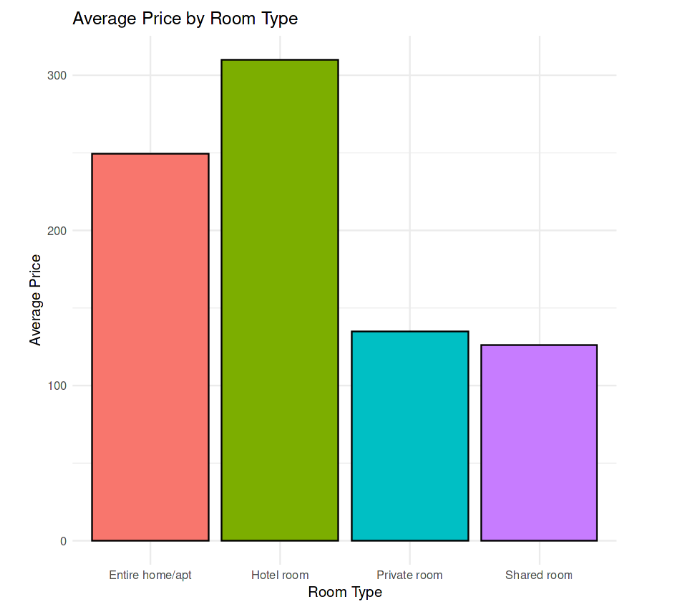 Average Price by Room Type
Average Price
300
200
100
0
Entire home/apt
Hotel room
Private room
Shared room
Room Type